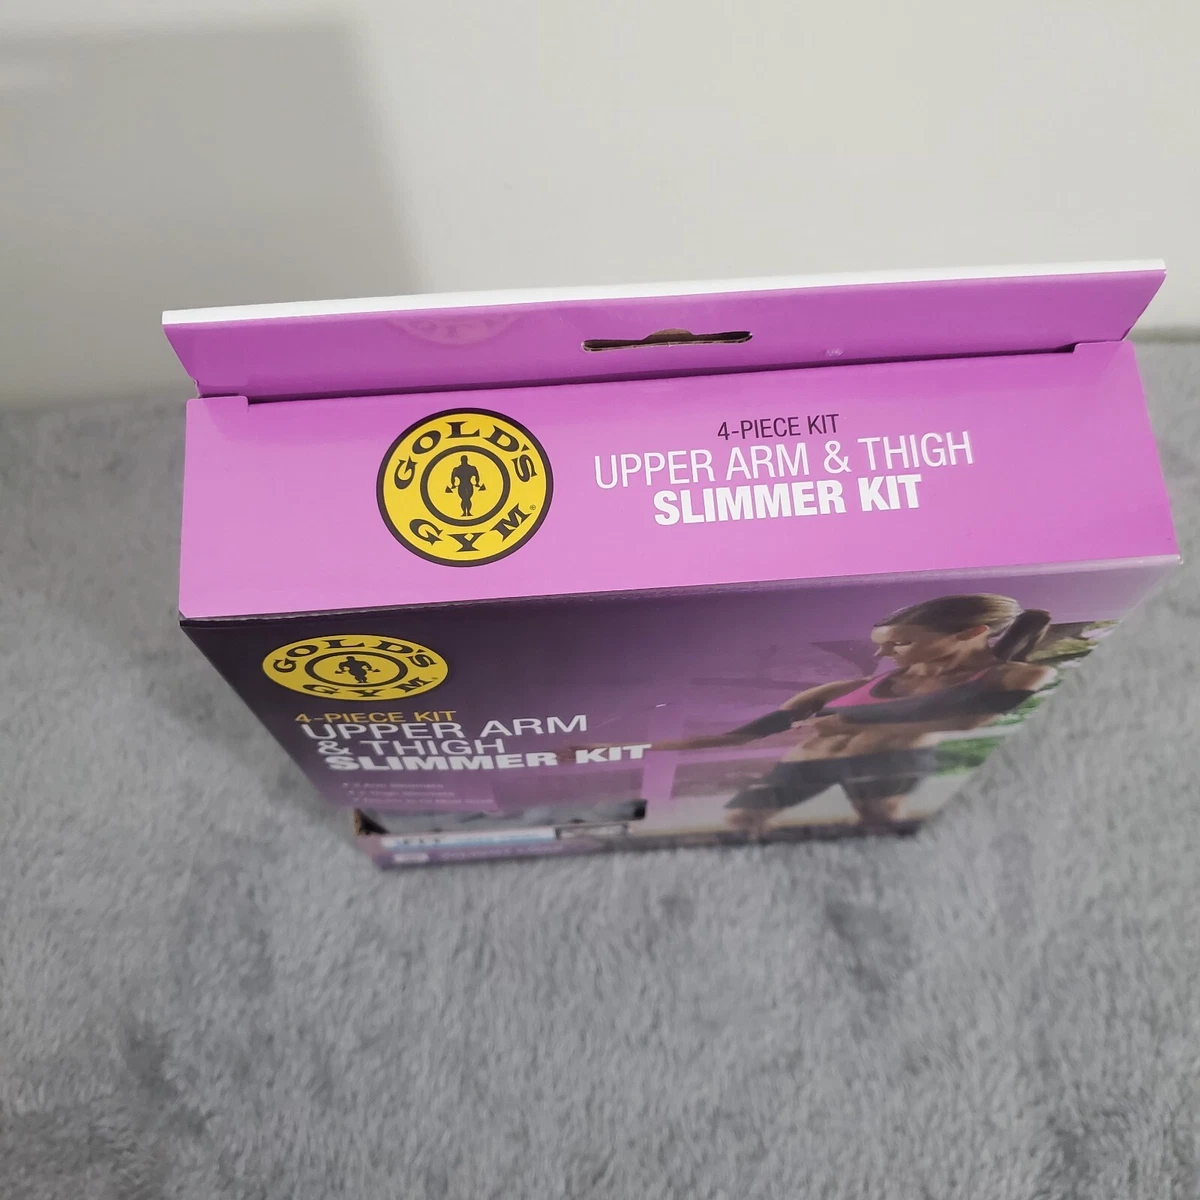 GOLD'S GYM®
4-PIECE KIT
UPPER ARM & THIGH
SLIMMER KIT
GOLD'S GYM
4-PIECE KIT
UPPER ARM
& THIGH
SLIMMER KIT